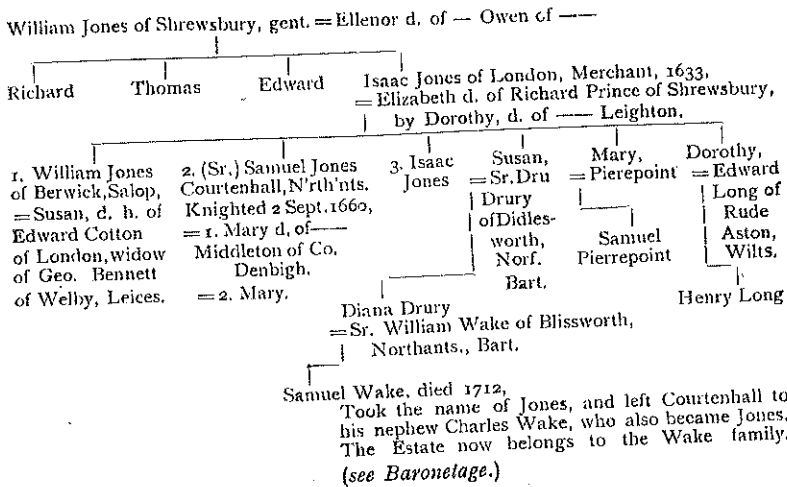 William Jones of Shrewsbury, gent. = Ellenor d. of — Owen of ——
Richard Thomas Edward Isaac Jones of London, Merchant, 1633,
= Elizabeth d. of Richard Prince of Shrewsbury,
by Dorothy, d. of —— Leighton.
1. William Jones
of Berwick, Salop,
= Susan, d. h. of
Edward Cotton
of London, widow
of Geo. Bennett
of Welby, Leices.
2. (Sr.) Samuel Jones
Courtenhall, N'rth'nts.
Knighted 2 Sept. 1660,
= 1. Mary d. of——
Middleton of Co.
Denbigh.
= 2. Mary.
3. Isaac
Jones
Susan,
= Sr. Dru
Drury
of Didles-
worth,
Norf.
Bart.
Mary,
= Pierepoint
Samuel
Pierrepoint
Dorothy,
= Edward
Long of
Rude
Aston,
Wilts.
Henry Long
Diana Drury
= Sr. William Wake of Blissworth,
Northants., Bart.
Samuel Wake, died 1712,
Took the name of Jones, and left Courtenhall to
his nephew Charles Wake, who also became Jones.
The Estate now belongs to the Wake family.
(see Baronetage.)